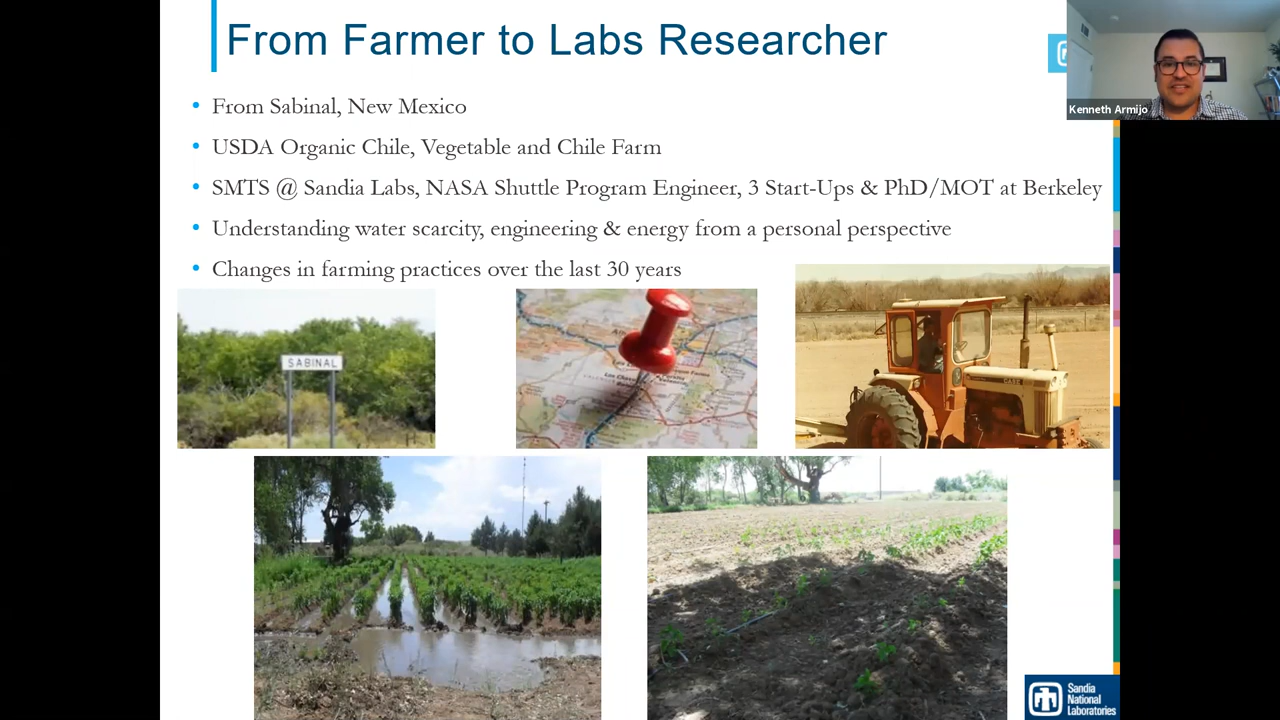 From Farmer to Labs Researcher
Kenneth Armijo
• From Sabinal, New Mexico
• USDA Organic Chile, Vegetable and Chile Farm
• SMTS @ Sandia Labs, NASA Shuttle Program Engineer, 3 Start-Ups & PhD/MOT at Berkeley
• Understanding water scarcity, engineering & energy from a personal perspective
• Changes in farming practices over the last 30 years
SABINAL
CASE
Sandia
National
Laboratories